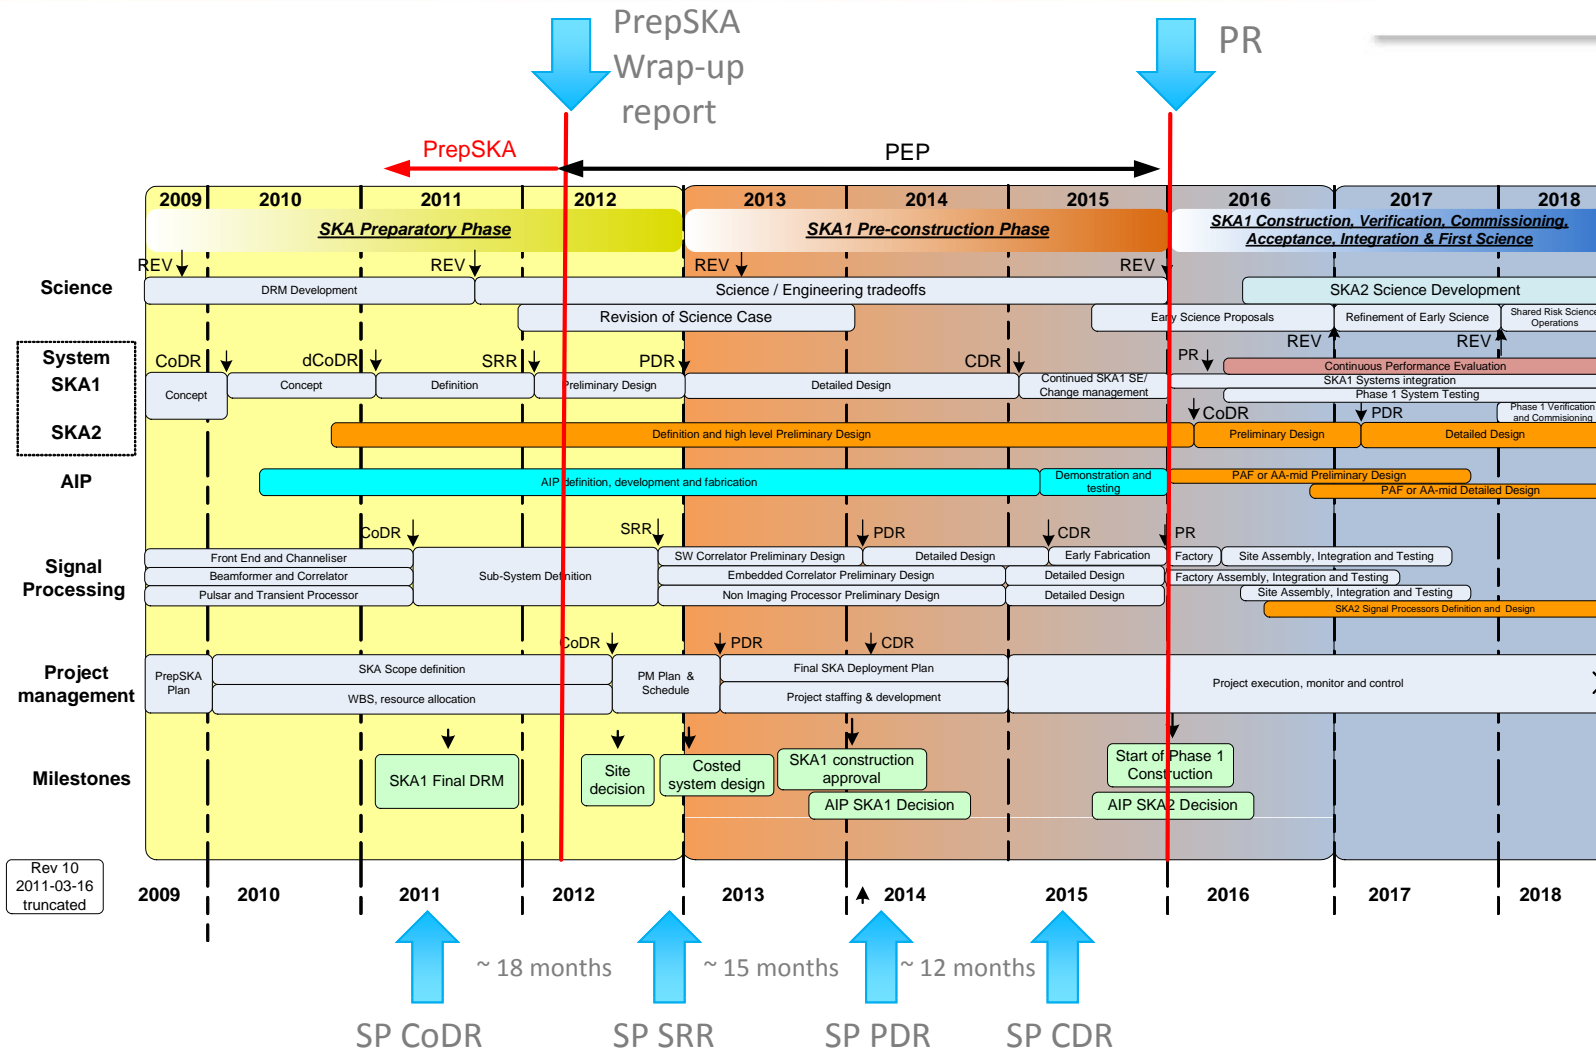 PrepSKA
Wrap-up
report
PR
PrepSKA
PEP
2009
2010
2011
2012
2013
2014
2015
2016
2017
2018
SKA Preparatory Phase
SKA1 Pre-construction Phase
SKA1 Construction, Verification, Commissioning,
Acceptance, Integration & First Science
REV
REV
REV
REV
Science
DRM Development
Science / Engineering tradeoffs
SKA2 Science Development
Revision of Science Case
Early Science Proposals
Refinement of Early Science
Shared Risk Science
Operations
REV
REV
System
SKA1
SKA2
CoDR
dCoDR
SRR
PDR
CDR
PR
Continuous Performance Evaluation
Concept
Concept
Definition
Preliminary Design
Detailed Design
Continued SKA1 SE/
Change management
SKA1 Systems integration
Phase 1 System Testing
Phase 1 Verification
and Commisioning
CoDR
PDR
Definition and high level Preliminary Design
Preliminary Design
Detailed Design
AIP
AIP definition, development and fabrication
Demonstration and
testing
PAF or AA-mid Preliminary Design
PAF or AA-mid Detailed Design
CoDR
SRR
PDR
CDR
PR
Signal
Processing
Front End and Channeliser
Beamformer and Correlator
Pulsar and Transient Processor
Sub-System Definition
SW Correlator Preliminary Design
Detailed Design
Early Fabrication
Factory
Site Assembly, Integration and Testing
Embedded Correlator Preliminary Design
Detailed Design
Factory Assembly, Integration and Testing
Non Imaging Processor Preliminary Design
Detailed Design
Site Assembly, Integration and Testing
SKA2 Signal Processors Definition and Design
CoDR
PDR
CDR
Project
management
PrepSKA
Plan
SKA Scope definition
WBS, resource allocation
PM Plan &
Schedule
Final SKA Deployment Plan
Project staffing & development
Project execution, monitor and control
Milestones
SKA1 Final DRM
Site
decision
Costed
system design
SKA1 construction
approval
AIP SKA1 Decision
Start of Phase 1
Construction
AIP SKA2 Decision
Rev 10
2011-03-16
truncated
2009
2010
2011
2012
2013
2014
2015
2016
2017
2018
~ 18 months
~ 15 months
~ 12 months
SP CoDR
SP SRR
SP PDR
SP CDR